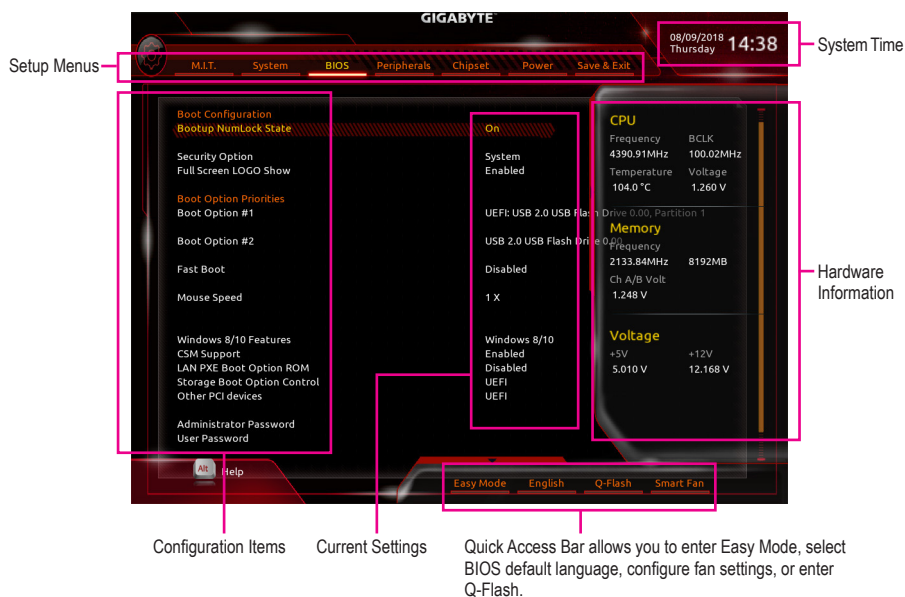 GIGABYTE™
08/09/2018 14:38
Thursday
System Time
Setup Menus
M.I.T. System BIOS Peripherals Chipset Power Save & Exit
Boot Configuration
Bootup NumLock State On
Security Option System
Full Screen LOGO Show Enabled
Boot Option Priorities
Boot Option #1 UEFI: USB 2.0 USB Flash Drive 0.00, Partition 1
Boot Option #2 USB 2.0 USB Flash Drive 0.00
Fast Boot Disabled
Mouse Speed 1 X
Windows 8/10 Features Windows 8/10
CSM Support Enabled
LAN PXE Boot Option ROM Disabled
Storage Boot Option Control UEFI
Other PCI devices UEFI
Administrator Password
User Password
CPU
Frequency BCLK
4390.91MHz 100.02MHz
Temperature Voltage
104.0 °C 1.260 V
Memory
Frequency
2133.84MHz 8192MB
Ch A/B Volt
1.248 V
Voltage
+5V +12V
5.010 V 12.168 V
Hardware
Information
Alt Help
Easy Mode English Q-Flash Smart Fan
Configuration Items
Current Settings
Quick Access Bar allows you to enter Easy Mode, select
BIOS default language, configure fan settings, or enter
Q-Flash.